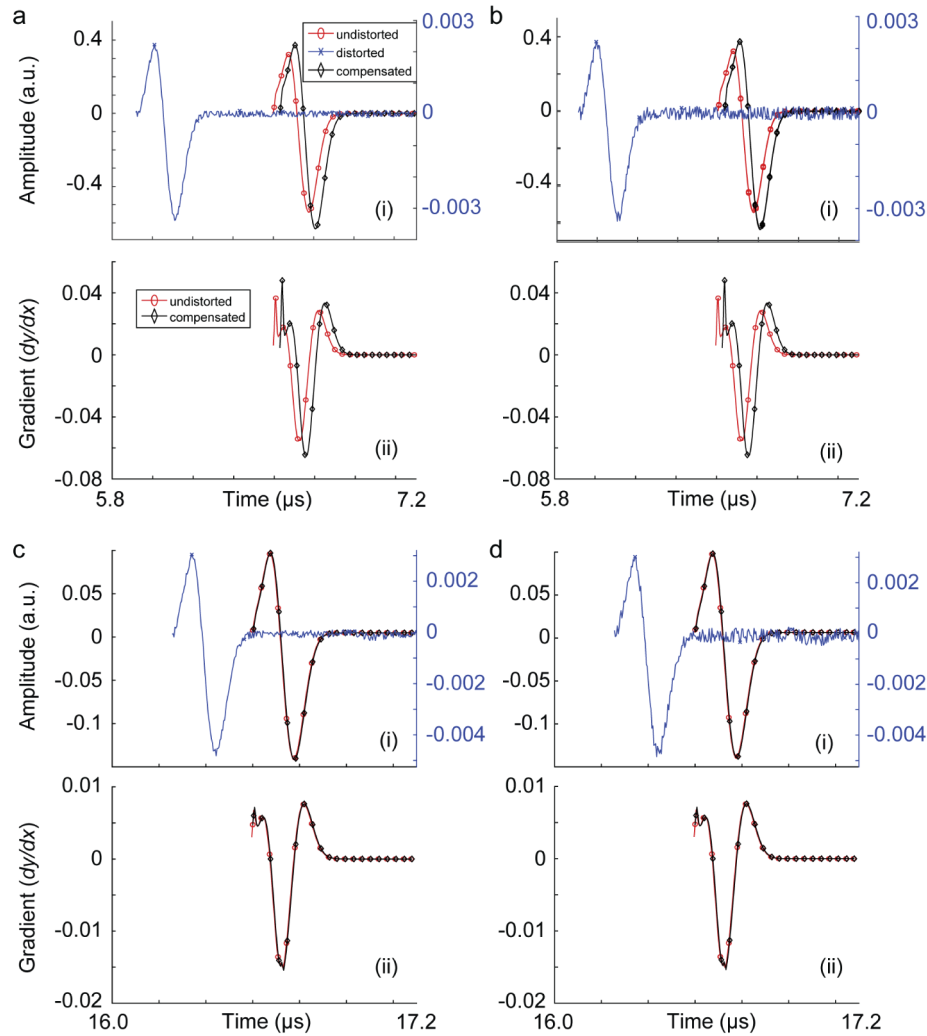 a
Amplitude (a.u.)
0.4
0
-0.4
undistorted
distorted
compensated
0.003
0
-0.003
(i)
Gradient (dy/dx)
0.04
0
-0.04
-0.08
undistorted
compensated
(ii)
5.8 Time (µs) 7.2
b
0.4
0
-0.4
0.003
0
-0.003
(i)
0.04
0
-0.04
-0.08
(ii)
5.8 Time (µs) 7.2
c
Amplitude (a.u.)
0.05
0
-0.05
-0.1
0.002
0
-0.002
-0.004
(i)
Gradient (dy/dx)
0.01
0
-0.01
-0.02
(ii)
16.0 Time (µs) 17.2
d
0.05
0
-0.05
-0.1
0.002
0
-0.002
-0.004
(i)
0.01
0
-0.01
-0.02
(ii)
16.0 Time (µs) 17.2